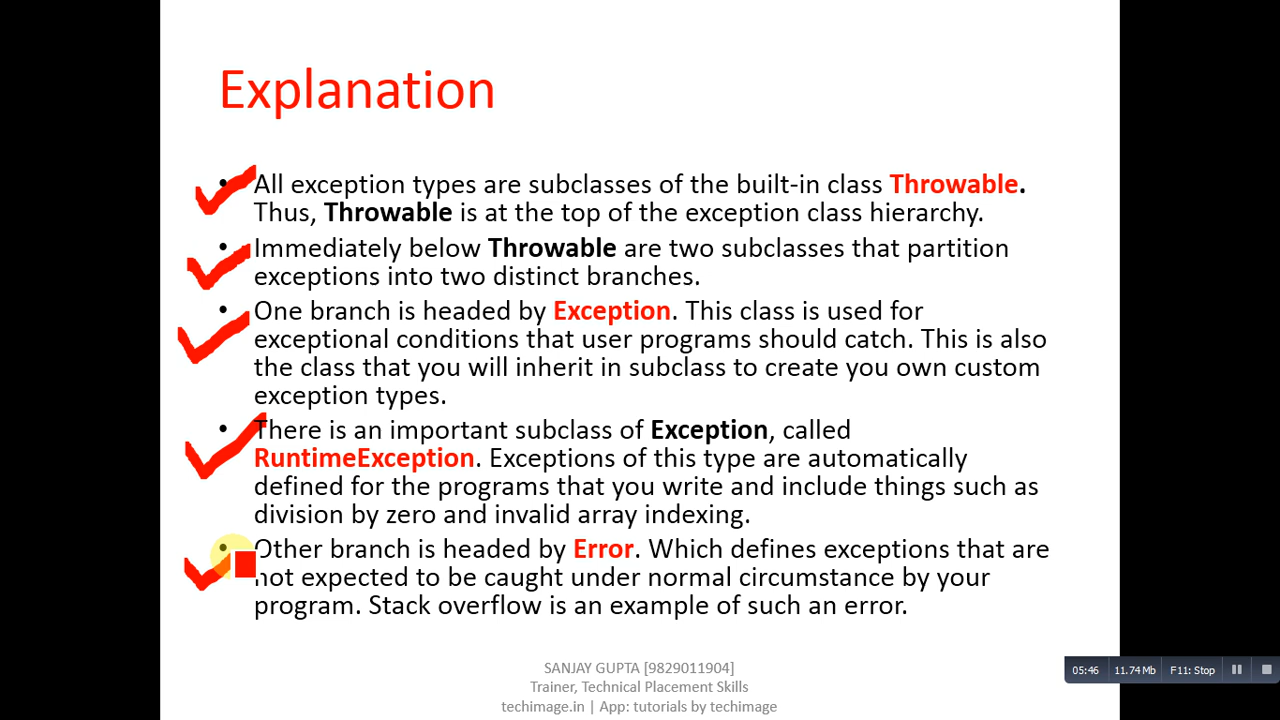 Explanation
• All exception types are subclasses of the built-in class Throwable.
Thus, Throwable is at the top of the exception class hierarchy.
• Immediately below Throwable are two subclasses that partition
exceptions into two distinct branches.
• One branch is headed by Exception. This class is used for
exceptional conditions that user programs should catch. This is also
the class that you will inherit in subclass to create you own custom
exception types.
• There is an important subclass of Exception, called
RuntimeException. Exceptions of this type are automatically
defined for the programs that you write and include things such as
division by zero and invalid array indexing.
• Other branch is headed by Error. Which defines exceptions that are
not expected to be caught under normal circumstance by your
program. Stack overflow is an example of such an error.
SANJAY GUPTA [9829011904]
Trainer, Technical Placement Skills
techimage.in | App: tutorials by techimage
05:46 11.74 Mb F11: Stop